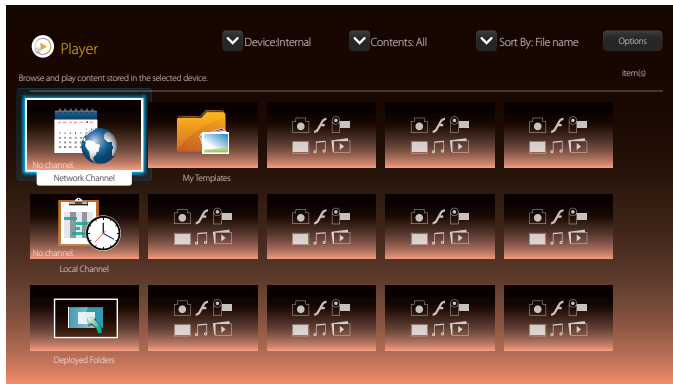 Player
Device:Internal
Contents: All
Sort By: File name
Options
Browse and play content stored in the selected device.
item(s)
No channel.
Network Channel
My Templates
No channel.
Local Channel
Deployed Folders